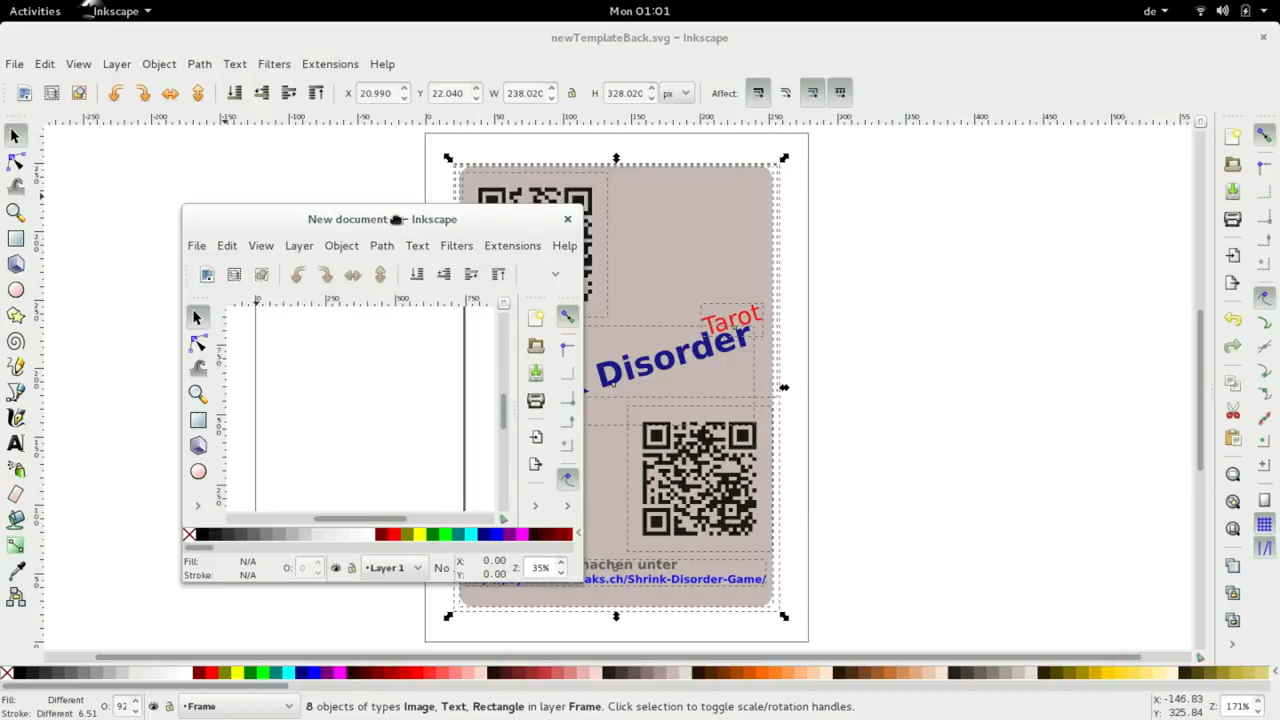 Activities Inkscape Mon 01:01 de
newTemplateBack.svg – Inkscape
File Edit View Layer Object Path Text Filters Extensions Help
X 20.990 Y 22.040 W 238.020 H 328.020 px Affect:
New document – Inkscape
File Edit View Layer Object Path Text Filters Extensions Help
Tarot
Disorder
machen unter
aks.ch/Shrink-Disorder-Game/
Fill: N/A O: 0 Layer 1 No X: 0.00 Z: 35%
Stroke: N/A Y: 0.00
Fill: Different O: 92 Frame 8 objects of types Image, Text, Rectangle in layer Frame. Click selection to toggle scale/rotation handles. X: -146.83 Z: 171%
Stroke: Different 6.51 Y: 325.84